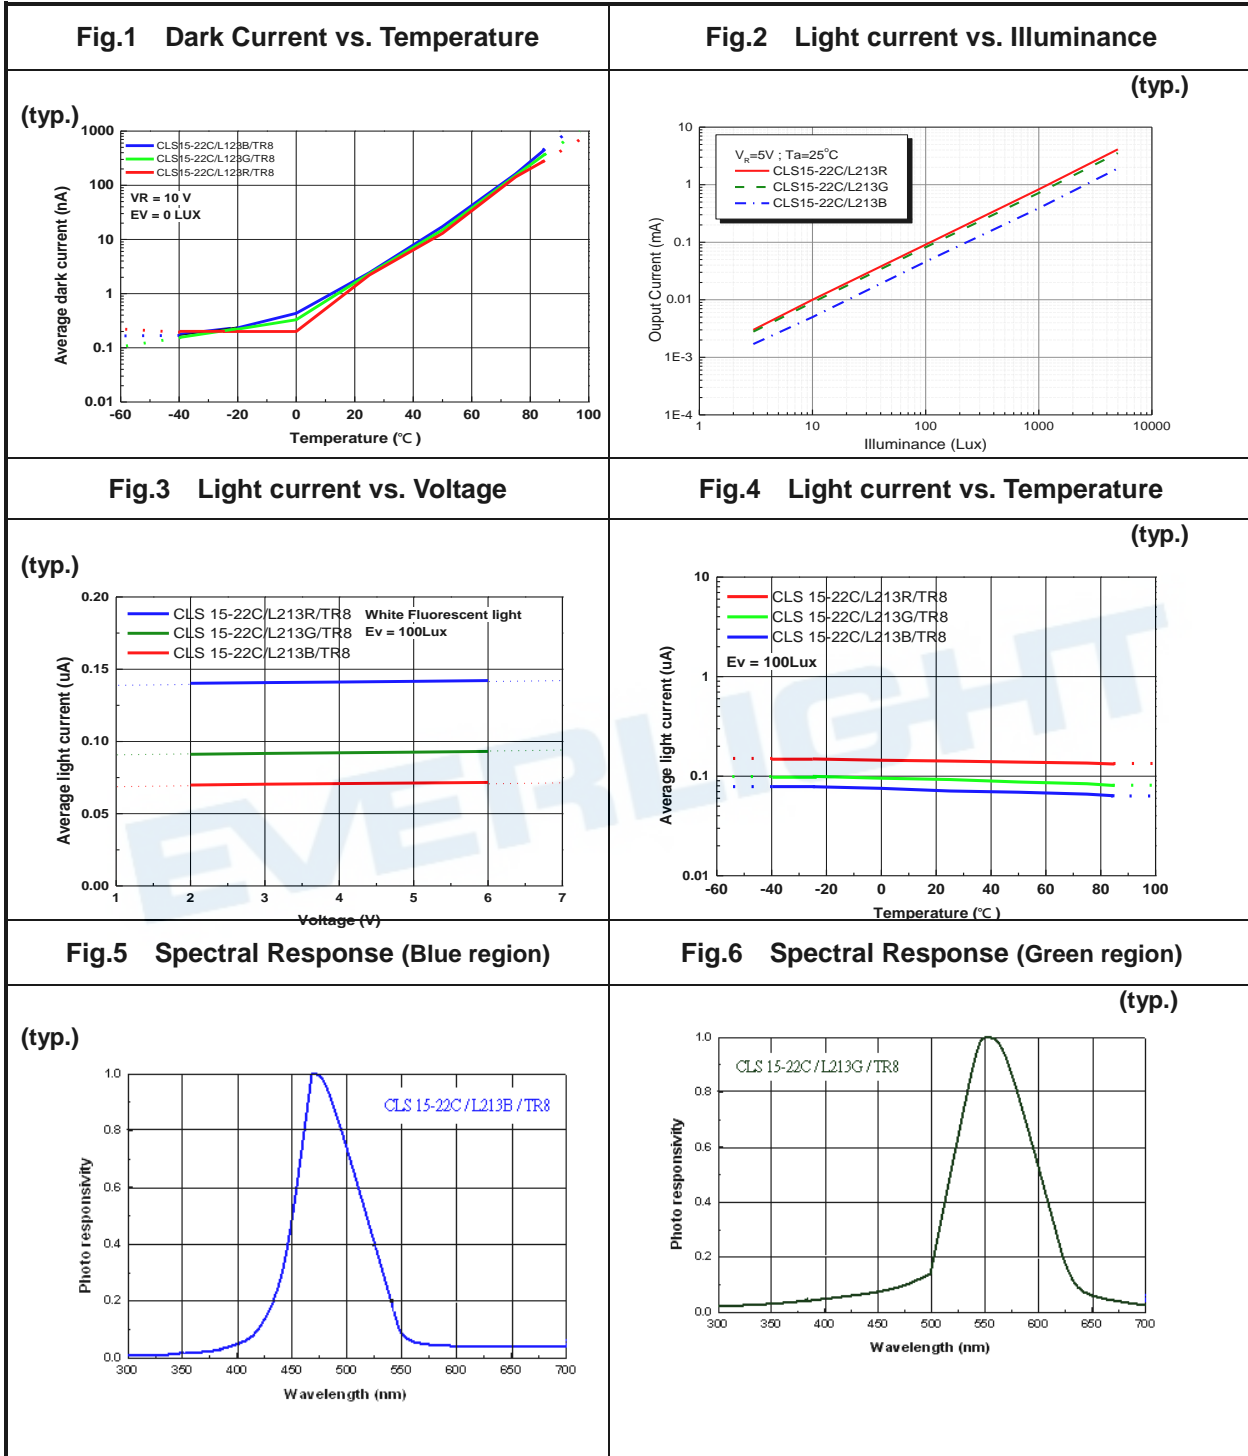 Fig.1 Dark Current vs. Temperature
Fig.2 Light current vs. Illuminance
(typ.)
1000
100
10
1
0.1
0.01
Average dark current (nA)
CLS15-22C/L123B/TR8
CLS15-22C/L123G/TR8
CLS15-22C/L123R/TR8
VR = 10 V
EV = 0 LUX
-60 -40 -20 0 20 40 60 80 100
Temperature (℃)
(typ.)
10
1
0.1
0.01
1E-3
1E-4
Ouput Current (mA)
VR=5V ; Ta=25°C
CLS15-22C/L213R
CLS15-22C/L213G
CLS15-22C/L213B
1 10 100 1000 10000
Illuminance (Lux)
Fig.3 Light current vs. Voltage
Fig.4 Light current vs. Temperature
(typ.)
0.20
0.15
0.10
0.05
0.00
Average light current (uA)
CLS 15-22C/L213R/TR8
CLS 15-22C/L213G/TR8
CLS 15-22C/L213B/TR8
White Fluorescent light
Ev = 100Lux
1 2 3 4 5 6 7
Voltage (V)
(typ.)
10
1
0.1
0.01
Average light current (uA)
CLS 15-22C/L213R/TR8
CLS 15-22C/L213G/TR8
CLS 15-22C/L213B/TR8
Ev = 100Lux
-60 -40 -20 0 20 40 60 80 100
Temperature (℃)
EVERLIGHT
Fig.5 Spectral Response (Blue region)
Fig.6 Spectral Response (Green region)
(typ.)
1.0
0.8
0.6
0.4
0.2
0.0
Photo responsivity
CLS 15-22C / L213B / TR8
300 350 400 450 500 550 600 650 700
Wavelength (nm)
(typ.)
1.0
0.8
0.6
0.4
0.2
0.0
Photo responsivity
CLS 15-22C / L213G / TR8
300 350 400 450 500 550 600 650 700
Wavelength (nm)